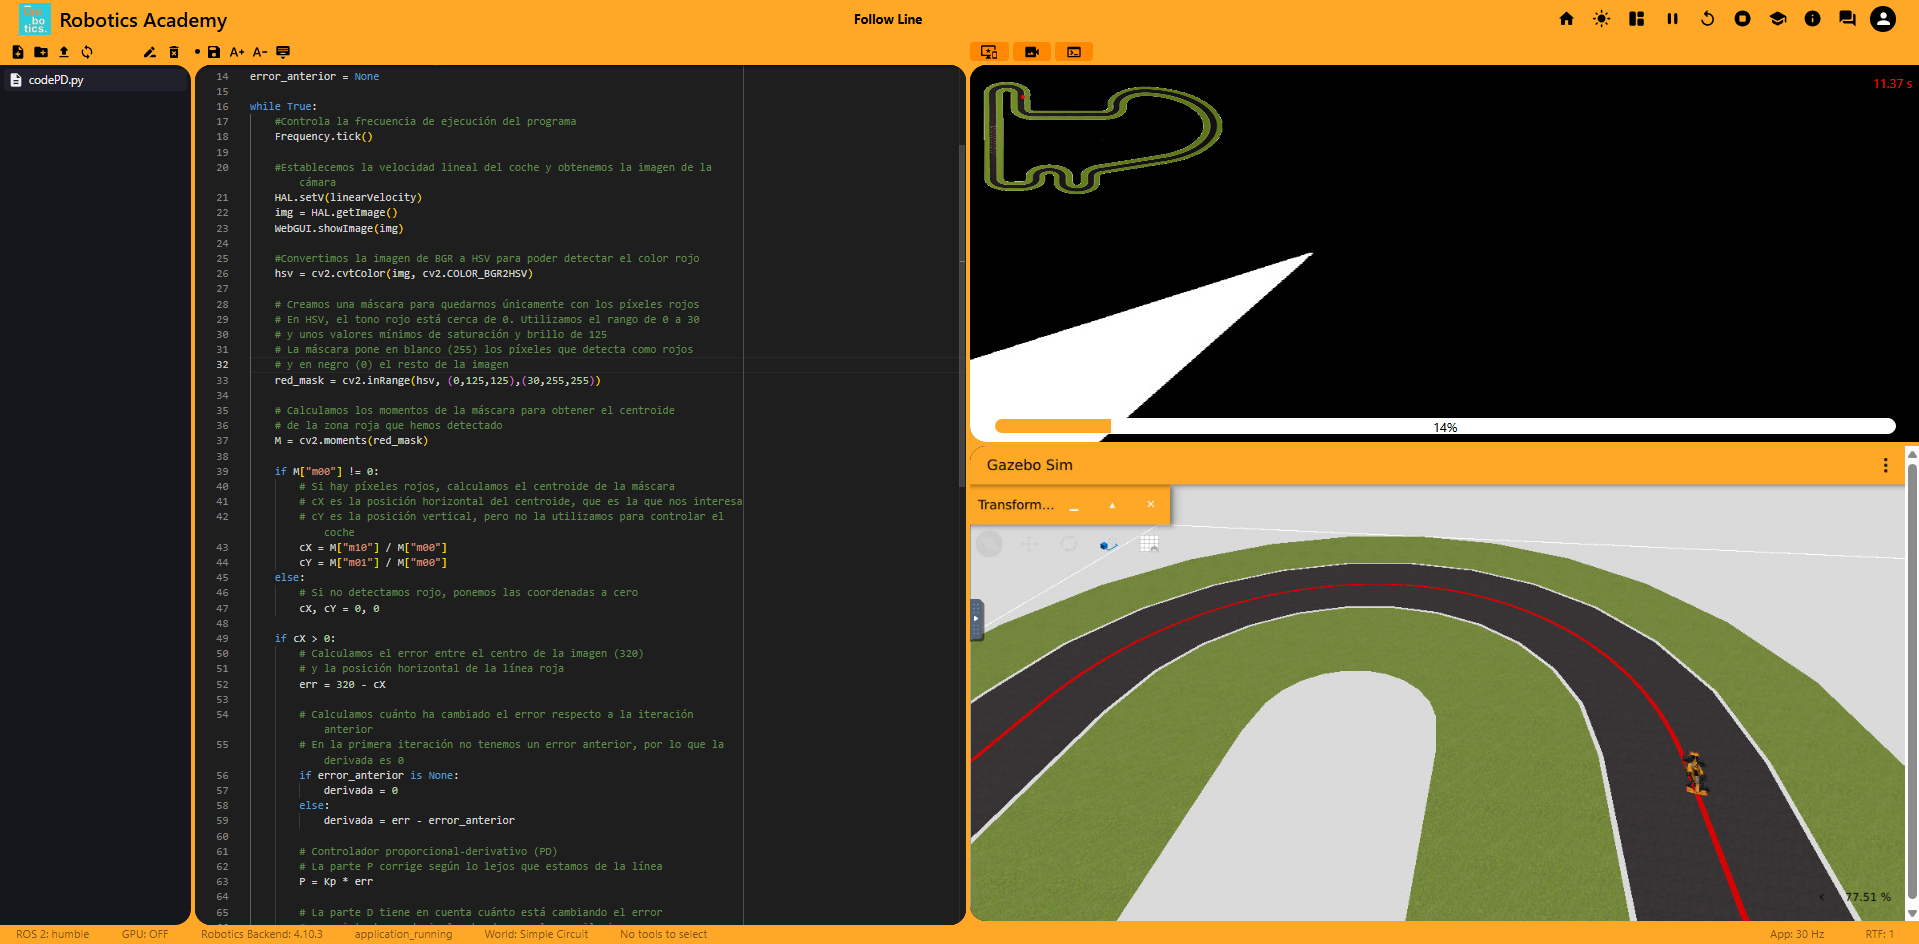 bo
tics.
Robotics Academy
Follow Line
A+ A-
codePD.py
14 error_anterior = None
15
16 while True:
17 #Controla la frecuencia de ejecución del programa
18 Frequency.tick()
19
20 #Establecemos la velocidad lineal del coche y obtenemos la imagen de la
cámara
21 HAL.setV(linearVelocity)
22 img = HAL.getImage()
23 WebGUI.showImage(img)
24
25 #Convertimos la imagen de BGR a HSV para poder detectar el color rojo
26 hsv = cv2.cvtColor(img, cv2.COLOR_BGR2HSV)
27
28 # Creamos una máscara para quedarnos únicamente con los píxeles rojos
29 # En HSV, el tono rojo está cerca de 0. Utilizamos el rango de 0 a 30
30 # y unos valores mínimos de saturación y brillo de 125
31 # La máscara pone en blanco (255) los píxeles que detecta como rojos
32 # y en negro (0) el resto de la imagen
33 red_mask = cv2.inRange(hsv, (0,125,125),(30,255,255))
34
35 # Calculamos los momentos de la máscara para obtener el centroide
36 # de la zona roja que hemos detectado
37 M = cv2.moments(red_mask)
38
39 if M["m00"] != 0:
40 # Si hay píxeles rojos, calculamos el centroide de la máscara
41 # cX es la posición horizontal del centroide, que es la que nos interesa
42 # cY es la posición vertical, pero no la utilizamos para controlar el
coche
43 cX = M["m10"] / M["m00"]
44 cY = M["m01"] / M["m00"]
45 else:
46 # Si no detectamos rojo, ponemos las coordenadas a cero
47 cX, cY = 0, 0
48
49 if cX > 0:
50 # Calculamos el error entre el centro de la imagen (320)
51 # y la posición horizontal de la línea roja
52 err = 320 - cX
53
54 # Calculamos cuánto ha cambiado el error respecto a la iteración
anterior
55 # En la primera iteración no tenemos un error anterior, por lo que la
derivada es 0
56 if error_anterior is None:
57 derivada = 0
58 else:
59 derivada = err - error_anterior
60
61 # Controlador proporcional-derivativo (PD)
62 # La parte P corrige según lo lejos que estamos de la línea
63 P = Kp * err
64
65 # La parte D tiene en cuenta cuánto está cambiando el error
11.37 s
14%
Gazebo Sim
Transform...
77.51 %
ROS 2: humble GPU: OFF Robotics Backend: 4.10.3 application_running World: Simple Circuit No tools to select App: 30 Hz RTF: 1